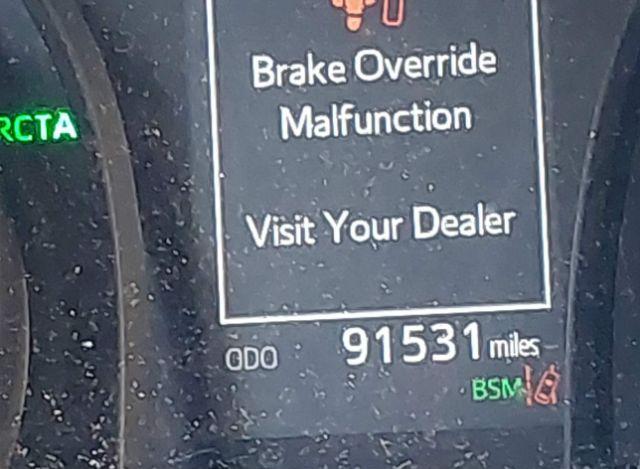 Brake Override
Malfunction
RCTA
Visit Your Dealer
ODO 91531 miles
BSM